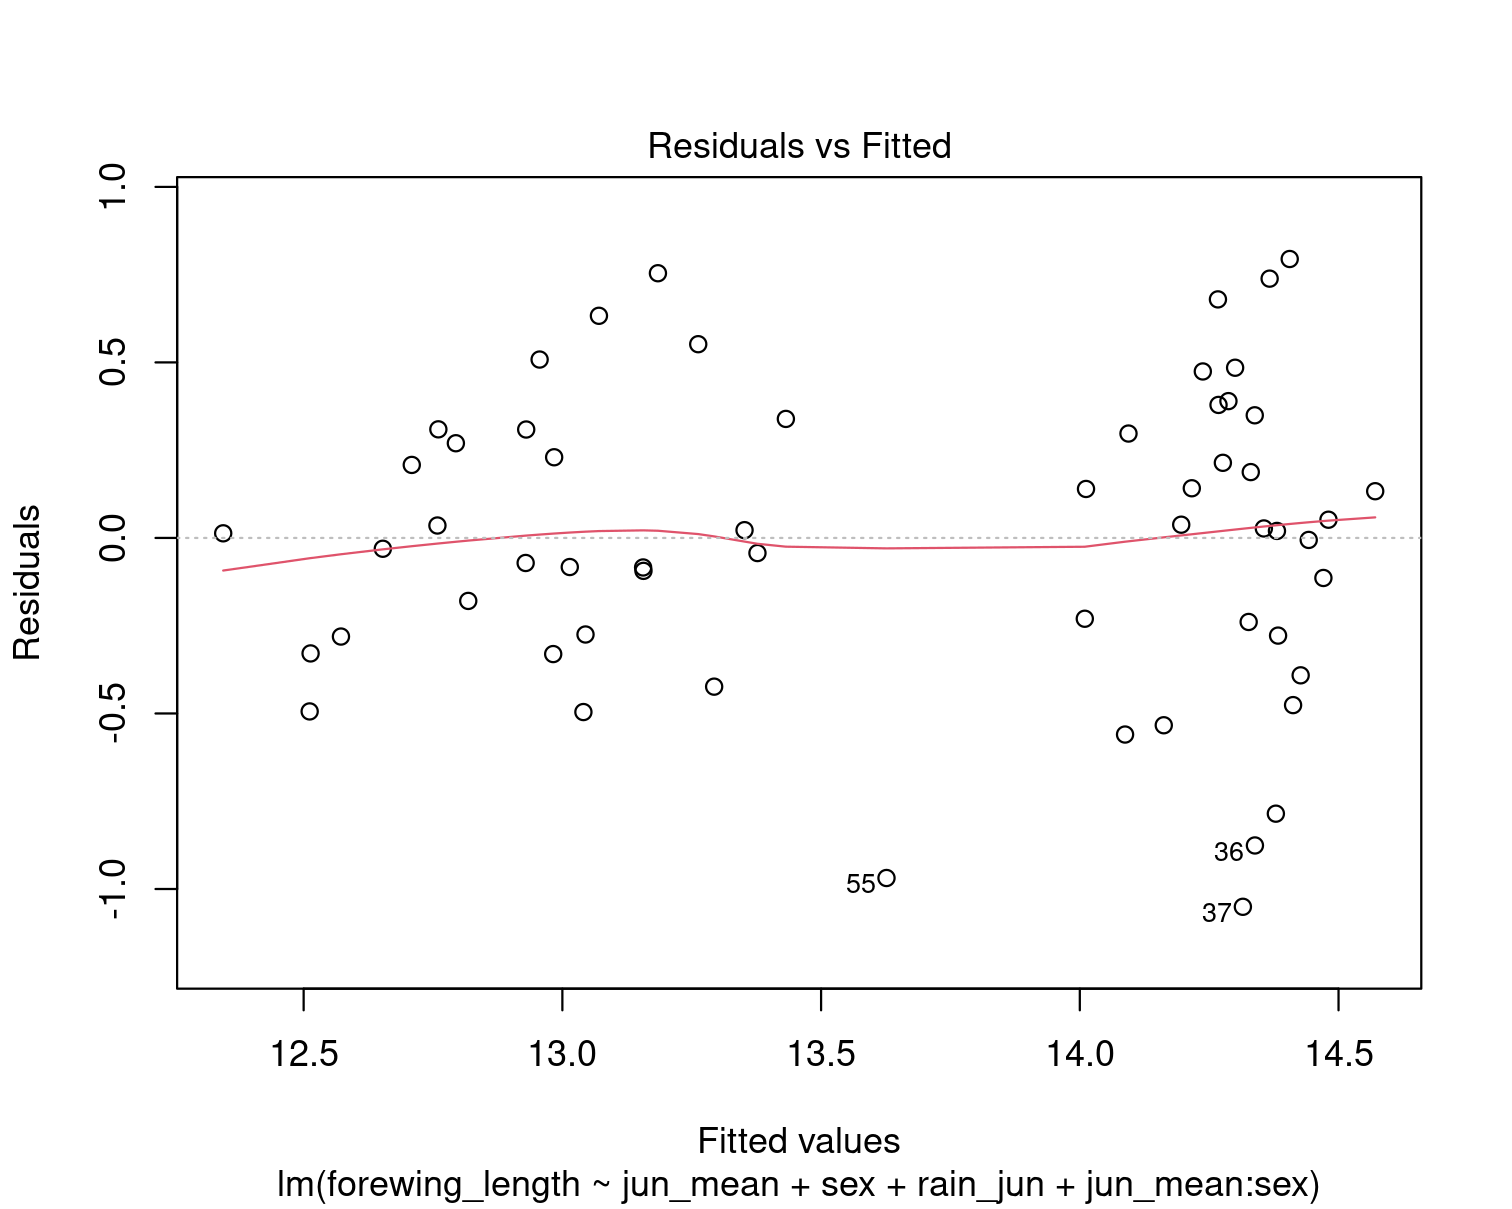 Residuals vs Fitted
1.0
0.5
0.0
-0.5
-1.0
Residuals
36
55
37
12.5 13.0 13.5 14.0 14.5
Fitted values
lm(forewing_length ~ jun_mean + sex + rain_jun + jun_mean:sex)